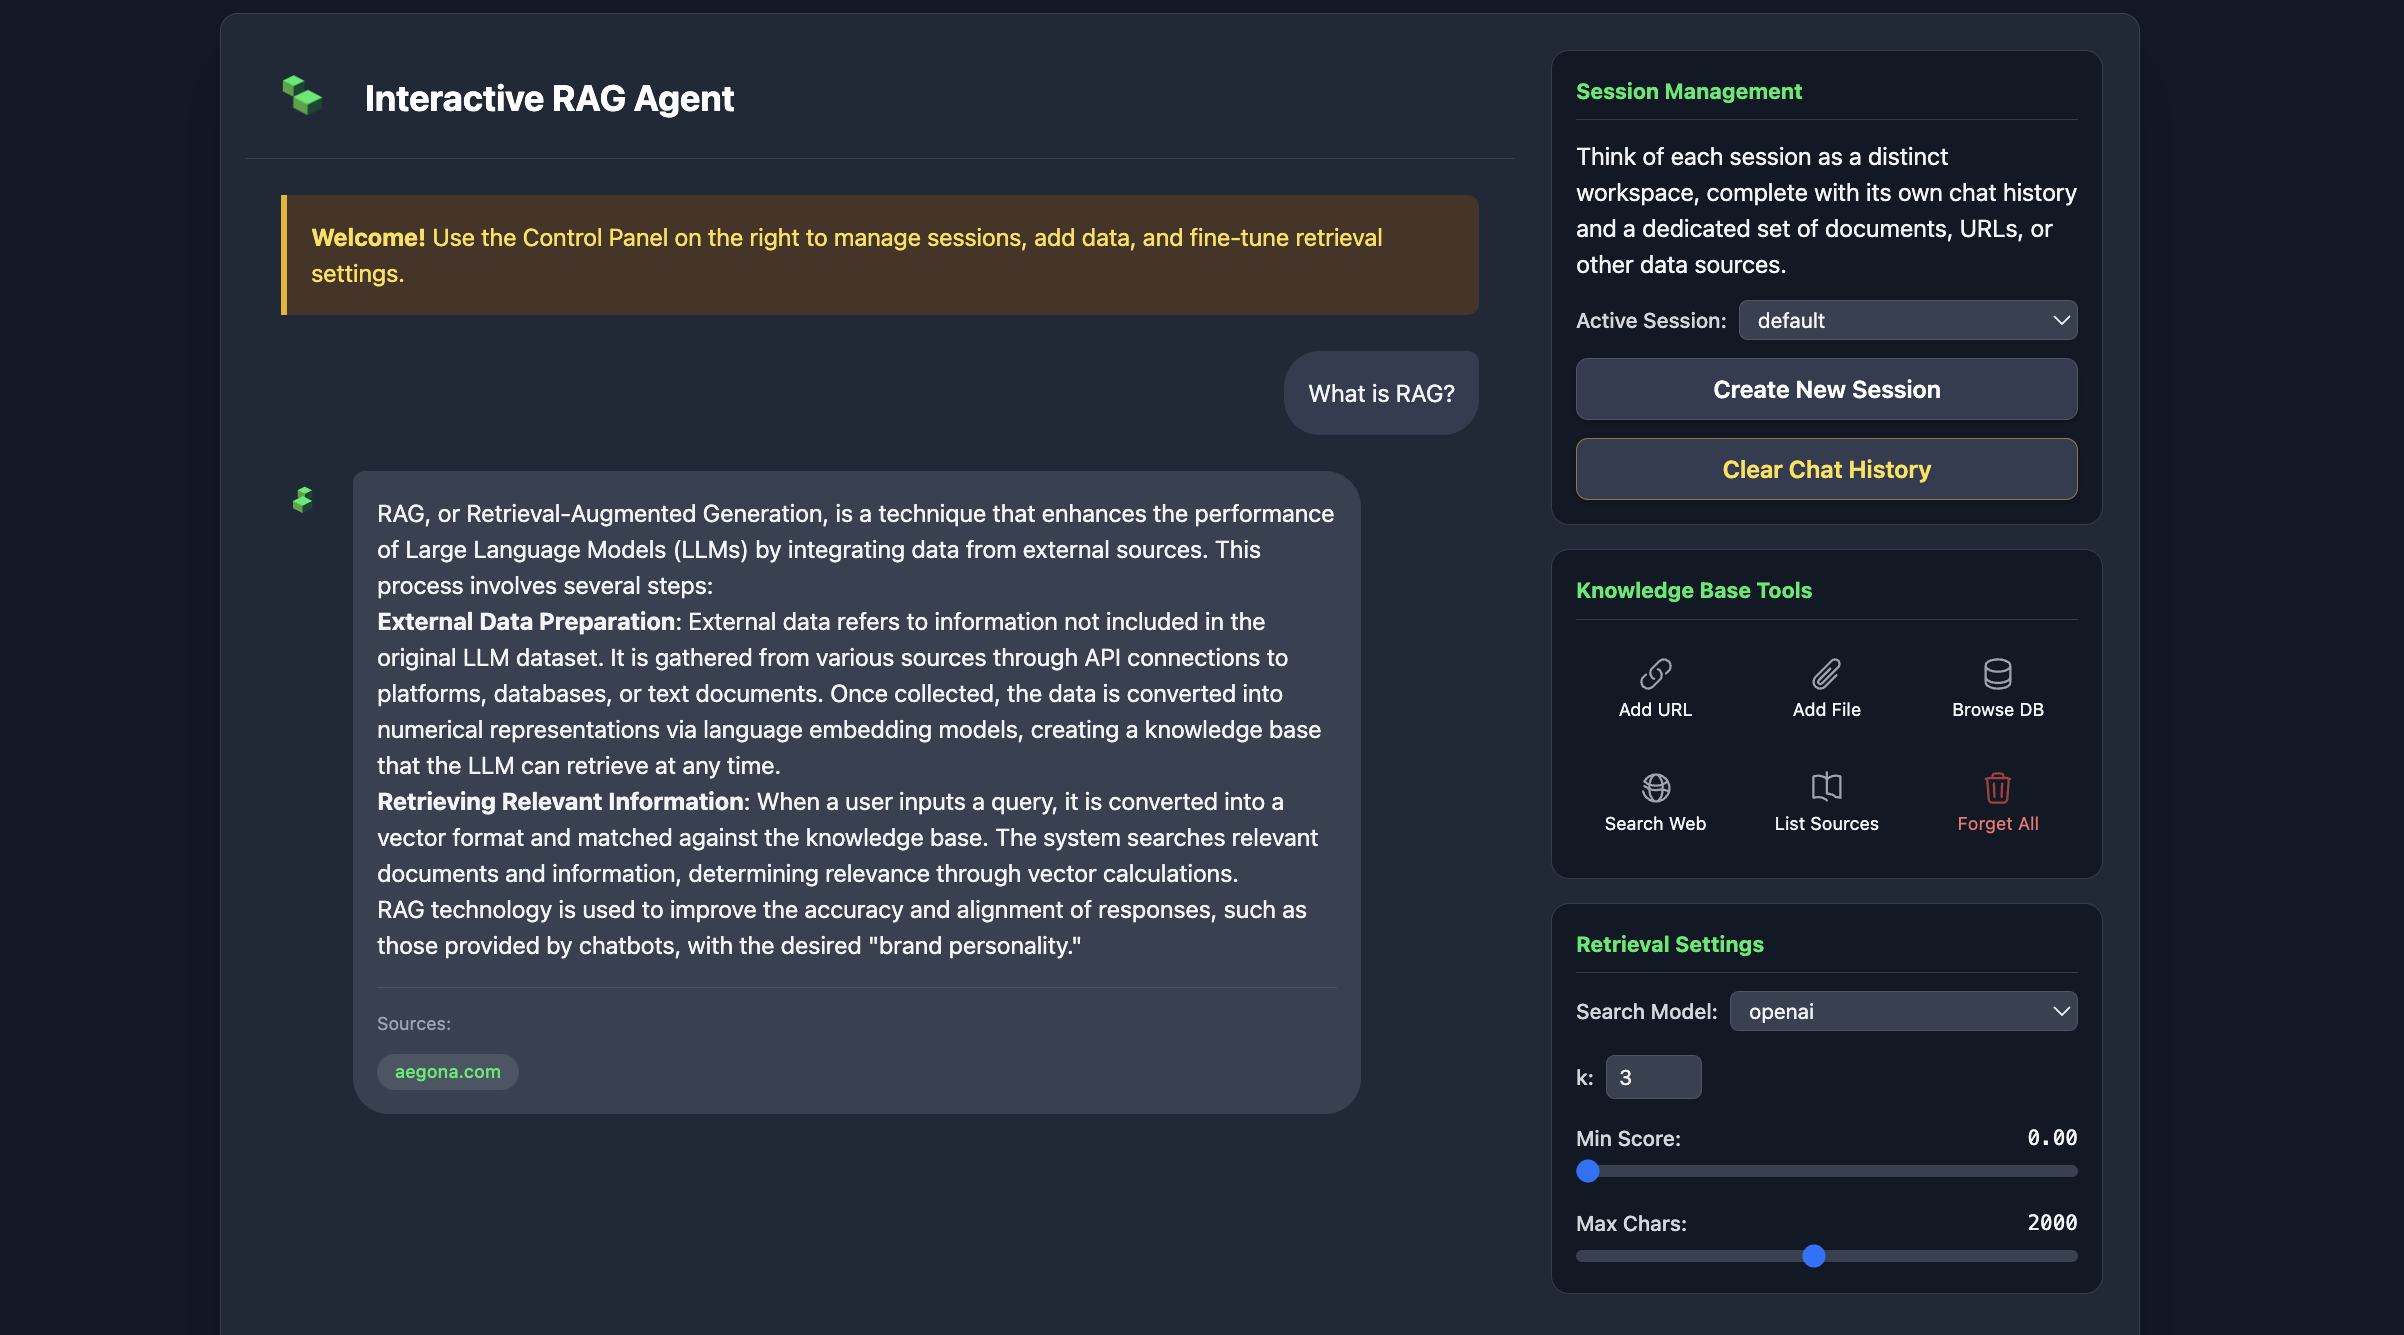 Interactive RAG Agent
Welcome! Use the Control Panel on the right to manage sessions, add data, and fine-tune retrieval
settings.
What is RAG?
RAG, or Retrieval-Augmented Generation, is a technique that enhances the performance
of Large Language Models (LLMs) by integrating data from external sources. This
process involves several steps:
External Data Preparation: External data refers to information not included in the
original LLM dataset. It is gathered from various sources through API connections to
platforms, databases, or text documents. Once collected, the data is converted into
numerical representations via language embedding models, creating a knowledge base
that the LLM can retrieve at any time.
Retrieving Relevant Information: When a user inputs a query, it is converted into a
vector format and matched against the knowledge base. The system searches relevant
documents and information, determining relevance through vector calculations.
RAG technology is used to improve the accuracy and alignment of responses, such as
those provided by chatbots, with the desired "brand personality."
Sources:
aegona.com
Session Management
Think of each session as a distinct
workspace, complete with its own chat history
and a dedicated set of documents, URLs, or
other data sources.
Active Session: default
Create New Session
Clear Chat History
Knowledge Base Tools
Add URL Add File Browse DB
Search Web List Sources Forget All
Retrieval Settings
Search Model: openai
k: 3
Min Score: 0.00
Max Chars: 2000